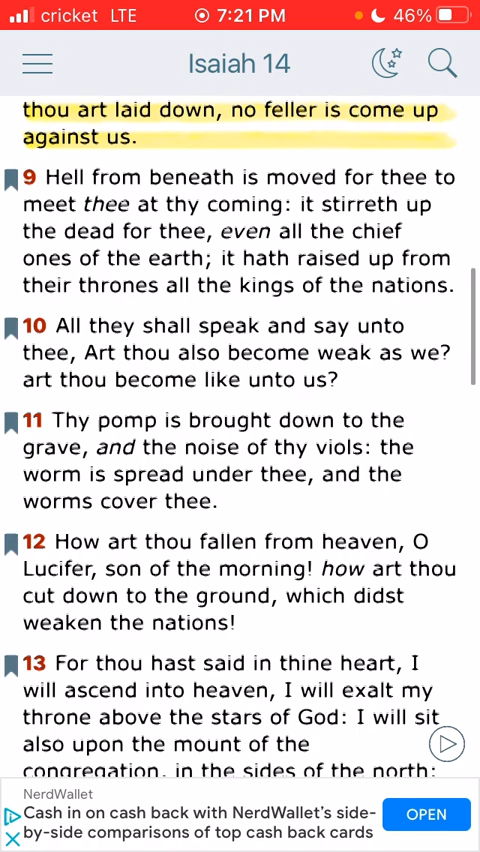 cricket LTE 7:21 PM 46%
Isaiah 14
thou art laid down, no feller is come up
against us.
9 Hell from beneath is moved for thee to
meet thee at thy coming: it stirreth up
the dead for thee, even all the chief
ones of the earth; it hath raised up from
their thrones all the kings of the nations.
10 All they shall speak and say unto
thee, Art thou also become weak as we?
art thou become like unto us?
11 Thy pomp is brought down to the
grave, and the noise of thy viols: the
worm is spread under thee, and the
worms cover thee.
12 How art thou fallen from heaven, O
Lucifer, son of the morning! how art thou
cut down to the ground, which didst
weaken the nations!
13 For thou hast said in thine heart, I
will ascend into heaven, I will exalt my
throne above the stars of God: I will sit
also upon the mount of the
congregation, in the sides of the north:
NerdWallet
Cash in on cash back with NerdWallet's side-
by-side comparisons of top cash back cards
OPEN